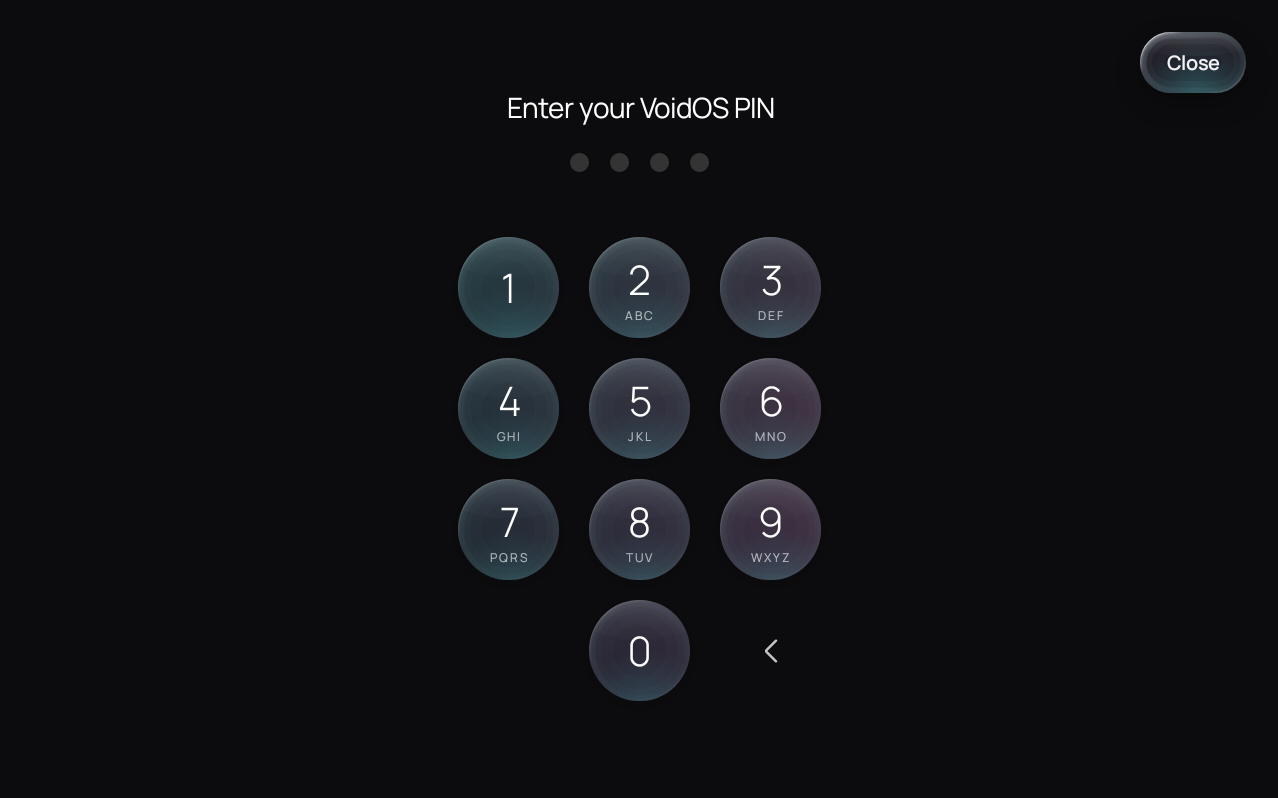 Close
Enter your VoidOS PIN
1
2
ABC
3
DEF
4
GHI
5
JKL
6
MNO
7
PQRS
8
TUV
9
WXYZ
0